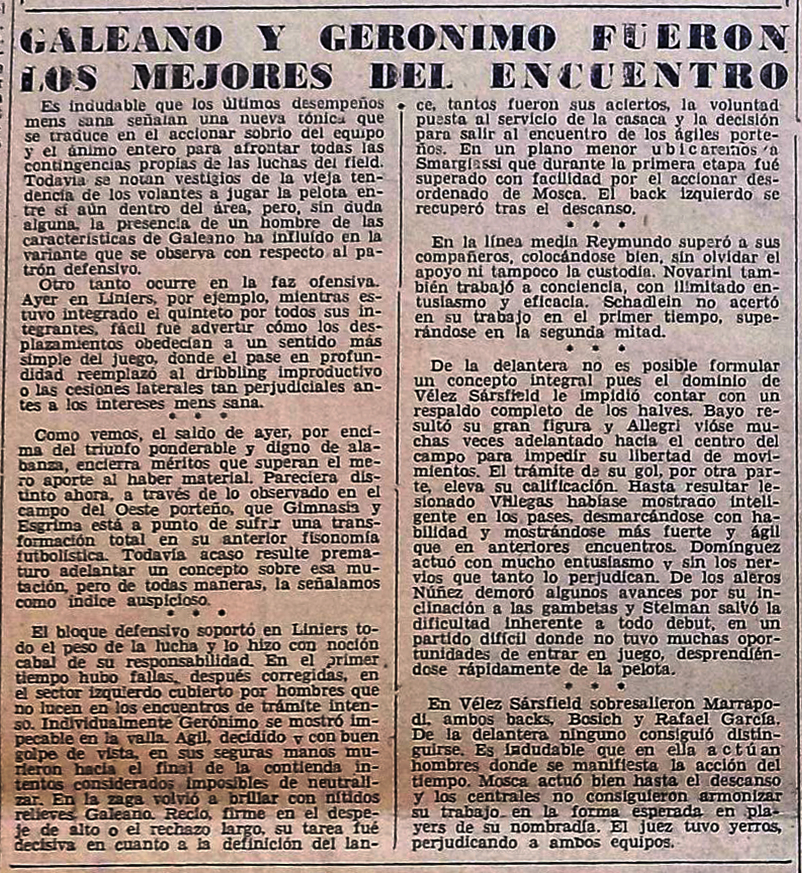 GALEANO Y GERONIMO FUERON
LOS MEJORES DEL ENCUENTRO
Es indudable que los últimos desempeños
mens sana señalan una nueva tónica que
se traduce en el accionar sobrio del equipo
y el ánimo entero para afrontar todas las
contingencias propias de las luchas del field.
Todavía se notan vestigios de la vieja ten-
dencia de los volantes a jugar la pelota en-
tre sí aún dentro del área, pero, sin duda
alguna, la presencia de un hombre de las
características de Galeano ha influído en la
variante que se observa con respecto al pa-
trón defensivo.
Otro tanto ocurre en la faz ofensiva.
Ayer en Liniers, por ejemplo, mientras es-
tuvo integrado el quinteto por todos sus in-
tegrantes, fácil fué advertir cómo los des-
plazamientos obedecían a un sentido más
simple del juego, donde el pase en profun-
didad reemplazó al dribbling improductivo
o las cesiones laterales tan perjudiciales an-
tes a los intereses mens sana.
* * *
Como vemos, el saldo de ayer, por enci-
ma del triunfo ponderable y digno de ala-
banza, encierra méritos que superan el me-
ro aporte al haber material. Pareciera dis-
tinto ahora, a través de lo observado en el
campo del Oeste porteño, que Gimnasia y
Esgrima está a punto de sufrir una trans-
formación total en su anterior fisonomía
futbolística. Todavía acaso resulte prema-
turo adelantar un concepto sobre esa mu-
tación, pero de todas maneras, la señalamos
como índice auspicioso.
* * *
El bloque defensivo soportó en Liniers to-
do el peso de la lucha y lo hizo con noción
cabal de su responsabilidad. En el primer
tiempo hubo fallas, después corregidas, en
el sector izquierdo cubierto por hombres que
no lucen en los encuentros de trámite inten-
so. Individualmente Gerónimo se mostró im-
pecable en la valla. Agil, decidido y con buen
golpe de vista, en sus seguras manos mu-
rieron hacia el final de la contienda in-
tentos considerados imposibles de neutrali-
zar. En la zaga volvió a brillar con nítidos
relieves, Galeano. Recio, firme en el despe-
je de alto o el rechazo largo, su tarea fué
decisiva en cuanto a la definición del lan-
ce, tantos fueron sus aciertos, la voluntad
puesta al servicio de la casaca y la decisión
para salir al encuentro de los ágiles porte-
ños. En un plano menor ubicaremos a
Smargiassi que durante la primera etapa fué
superado con facilidad por el accionar des-
ordenado de Mosca. El back izquierdo se
recuperó tras el descanso.
* * *
En la línea media Reymundo superó a sus
compañeros, colocándose bien, sin olvidar el
apoyo ni tampoco la custodia. Novarini tam-
bién trabajó a conciencia, con ilimitado en-
tusiasmo y eficacia. Schadlein no acertó
en su trabajo en el primer tiempo, supe-
rándose en la segunda mitad.
* * *
De la delantera no es posible formular
un concepto integral pues el dominio de
Vélez Sársfield le impidió contar con un
respaldo completo de los halves. Bayo re-
sultó su gran figura y Allegri vióse mu-
chas veces adelantado hacia el centro del
campo para impedir su libertad de movi-
mientos. El trámite de su gol, por otra par-
te, eleva su calificación. Hasta resultar le-
sionado Villegas habíase mostrado inteli-
gente en los pases, desmarcándose con ha-
bilidad y mostrándose más fuerte y ágil
que en anteriores encuentros. Domínguez
actuó con mucho entusiasmo y sin los ner-
vios que tanto lo perjudican. De los aleros
Núñez demoró algunos avances por su in-
clinación a las gambetas y Stelman salvó la
dificultad inherente a todo debut, en un
partido difícil donde no tuvo muchas opor-
tunidades de entrar en juego, desprendién-
dose rápidamente de la pelota.
* * *
En Vélez Sársfield sobresalieron Marrapo-
di, ambos backs, Bosich y Rafael García.
De la delantera ninguno consiguió distin-
guirse. Es indudable que en ella actúan
hombres donde se manifiesta la acción del
tiempo. Mosca actuó bien hasta el descanso
y los centrales no consiguieron armonizar
su trabajo en la forma esperada en pla-
yers de su nombradía. El juez tuvo yerros,
perjudicando a ambos equipos.